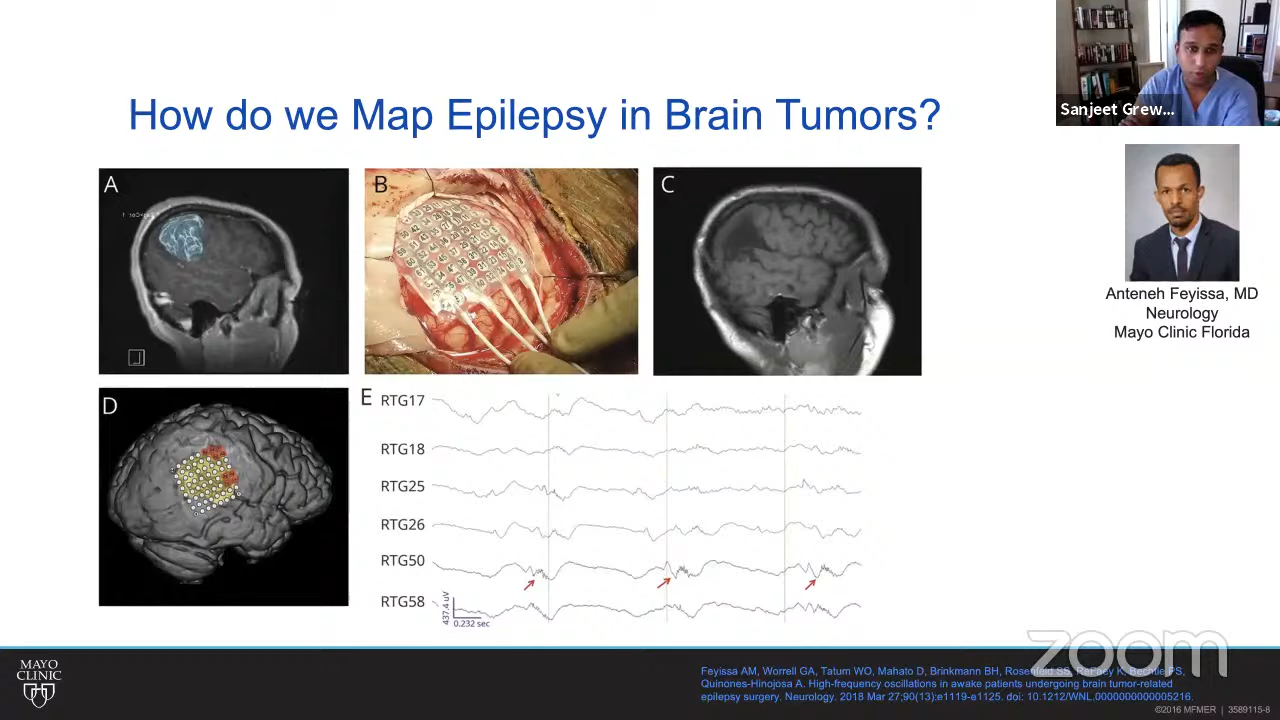 Sanjeet Grew...
How do we Map Epilepsy in Brain Tumors?
A
B
C
Anteneh Feyissa, MD
Neurology
Mayo Clinic Florida
D
E
RTG17
RTG18
RTG25
RTG26
RTG50
RTG58
437.4 uV
0.232 sec
zoom
MAYO
CLINIC
Feyissa AM, Worrell GA, Tatum WO, Mahato D, Brinkmann BH, Rosenfeld SS, ReFaey K, Bechtle PS,
Quinones-Hinojosa A. High-frequency oscillations in awake patients undergoing brain tumor-related
epilepsy surgery. Neurology. 2018 Mar 27;90(13):e1119-e1125. doi: 10.1212/WNL.0000000000005216.
©2016 MFMER | 3589115-8